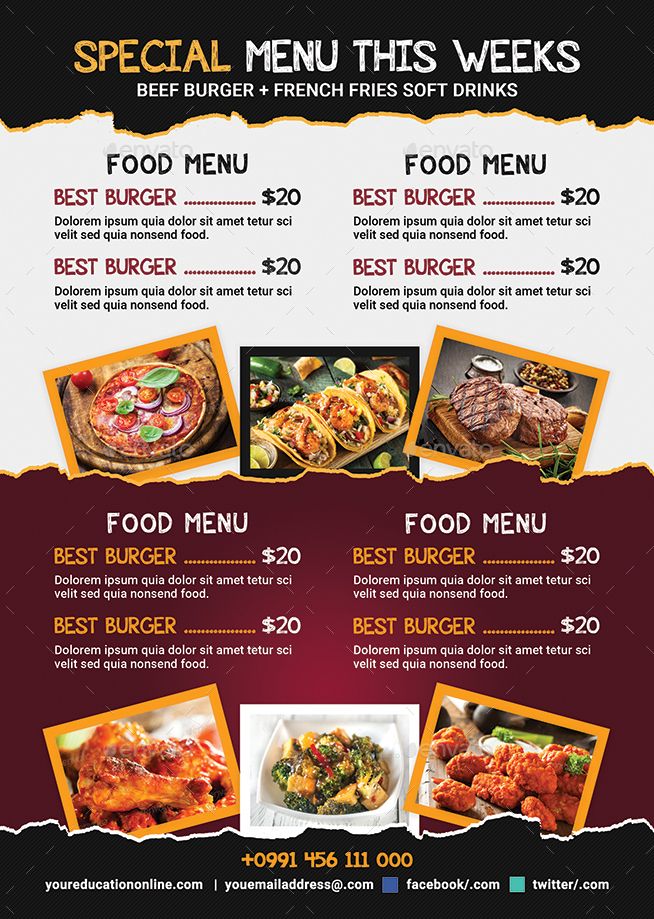 SPECIAL MENU THIS WEEKS
BEEF BURGER + FRENCH FRIES SOFT DRINKS
FOOD MENU
BEST BURGER .................. $20
Dolorem ipsum quia dolor sit amet tetur sci
velit sed quia nonsend food.
BEST BURGER .................. $20
Dolorem ipsum quia dolor sit amet tetur sci
velit sed quia nonsend food.
FOOD MENU
BEST BURGER .................. $20
Dolorem ipsum quia dolor sit amet tetur sci
velit sed quia nonsend food.
BEST BURGER .................. $20
Dolorem ipsum quia dolor sit amet tetur sci
velit sed quia nonsend food.
FOOD MENU
BEST BURGER .................. $20
Dolorem ipsum quia dolor sit amet tetur sci
velit sed quia nonsend food.
BEST BURGER .................. $20
Dolorem ipsum quia dolor sit amet tetur sci
velit sed quia nonsend food.
FOOD MENU
BEST BURGER .................. $20
Dolorem ipsum quia dolor sit amet tetur sci
velit sed quia nonsend food.
BEST BURGER .................. $20
Dolorem ipsum quia dolor sit amet tetur sci
velit sed quia nonsend food.
+0991 456 111 000
youreducationonline.com | youemailaddress@.com facebook/.com twitter/.com
envato
envato
envato
envato
envato
envato